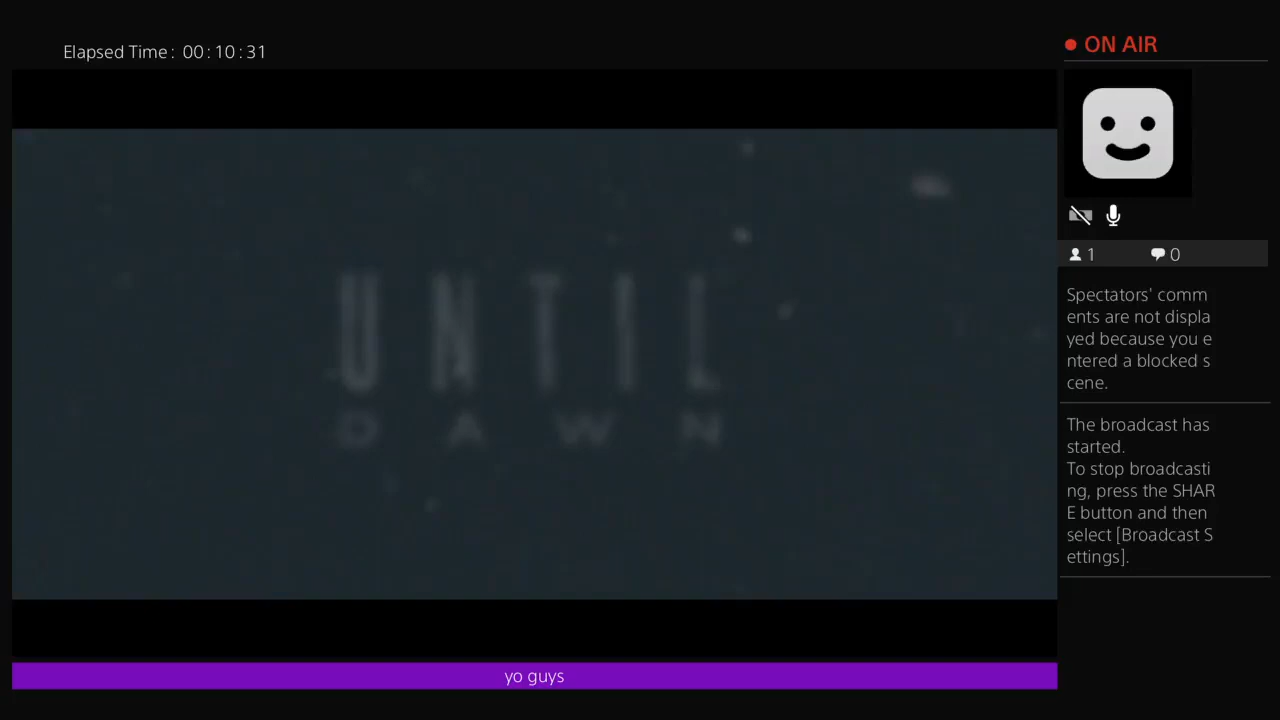 Elapsed Time: 00:10:31
ON AIR
UNTIL
DAWN
1 0
Spectators' comm
ents are not displa
yed because you e
ntered a blocked s
cene.
The broadcast has
started.
To stop broadcasti
ng, press the SHAR
E button and then
select [Broadcast S
ettings].
yo guys